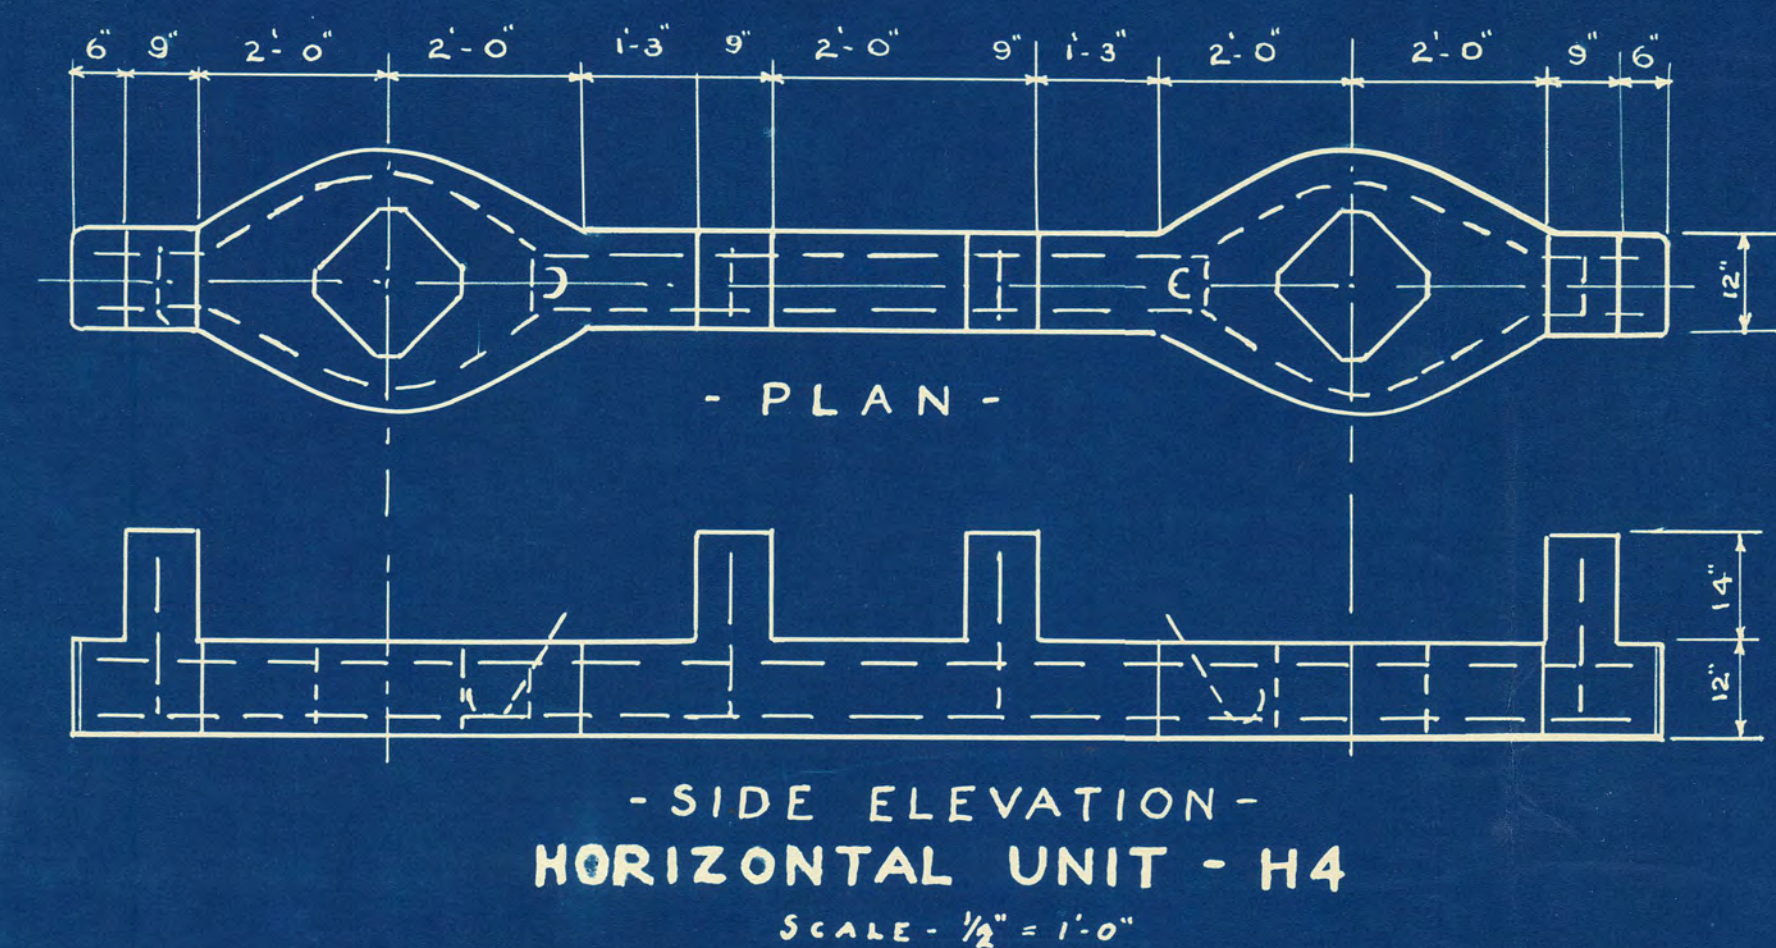 6" 9" 2'-0" 2'-0" 1'-3" 9" 2'-0" 9" 1'-3" 2'-0" 2'-0" 9" 6"
12"
- PLAN -
14"
12"
- SIDE ELEVATION -
HORIZONTAL UNIT - H4
SCALE - 1/2" = 1'-0"